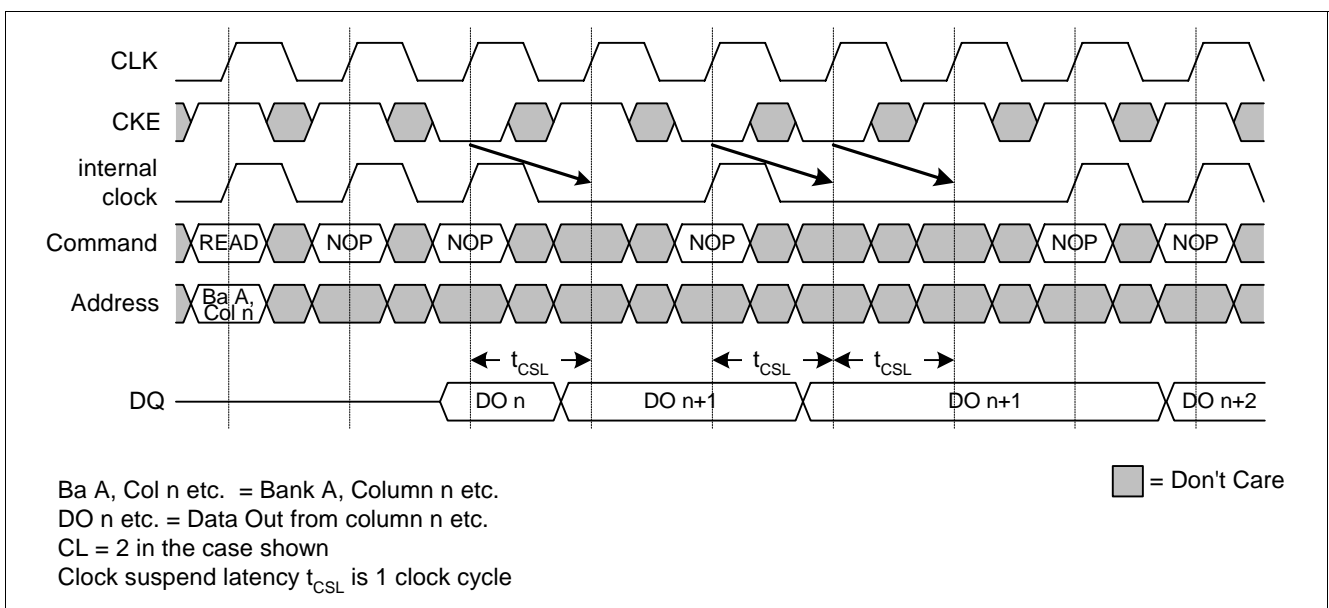 CLK
CKE
internal
clock
Command READ NOP NOP NOP NOP NOP
Address Ba A,
Col n
tCSL tCSL tCSL
DQ DO n DO n+1 DO n+1 DO n+2
Ba A, Col n etc. = Bank A, Column n etc.
= Don't Care
DO n etc. = Data Out from column n etc.
CL = 2 in the case shown
Clock suspend latency tCSL is 1 clock cycle